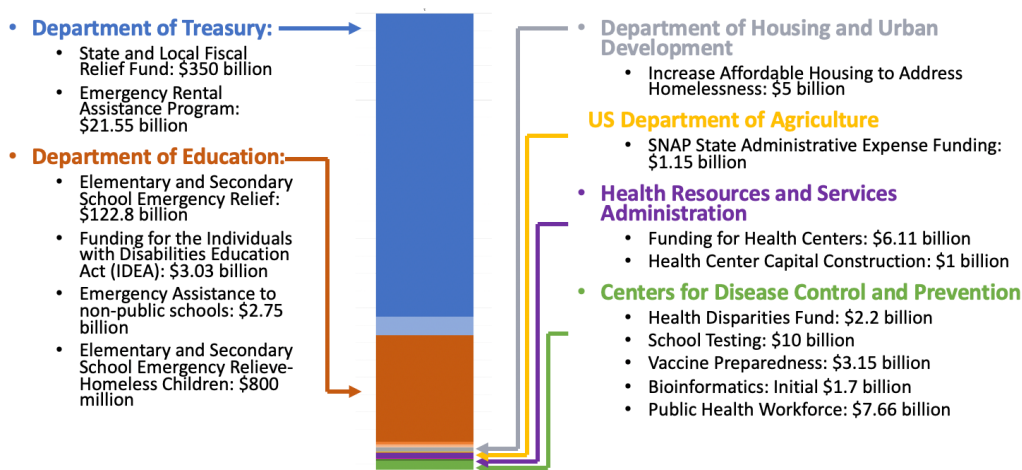 • Department of Treasury:
• State and Local Fiscal
Relief Fund: $350 billion
• Emergency Rental
Assistance Program:
$21.55 billion
• Department of Education:
• Elementary and Secondary
School Emergency Relief:
$122.8 billion
• Funding for the Individuals
with Disabilities Education
Act (IDEA): $3.03 billion
• Emergency Assistance to
non-public schools: $2.75
billion
• Elementary and Secondary
School Emergency Relieve-
Homeless Children: $800
million
• Department of Housing and Urban
Development
• Increase Affordable Housing to Address
Homelessness: $5 billion
US Department of Agriculture
• SNAP State Administrative Expense Funding:
$1.15 billion
• Health Resources and Services
Administration
• Funding for Health Centers: $6.11 billion
• Health Center Capital Construction: $1 billion
• Centers for Disease Control and Prevention
• Health Disparities Fund: $2.2 billion
• School Testing: $10 billion
• Vaccine Preparedness: $3.15 billion
• Bioinformatics: Initial $1.7 billion
• Public Health Workforce: $7.66 billion